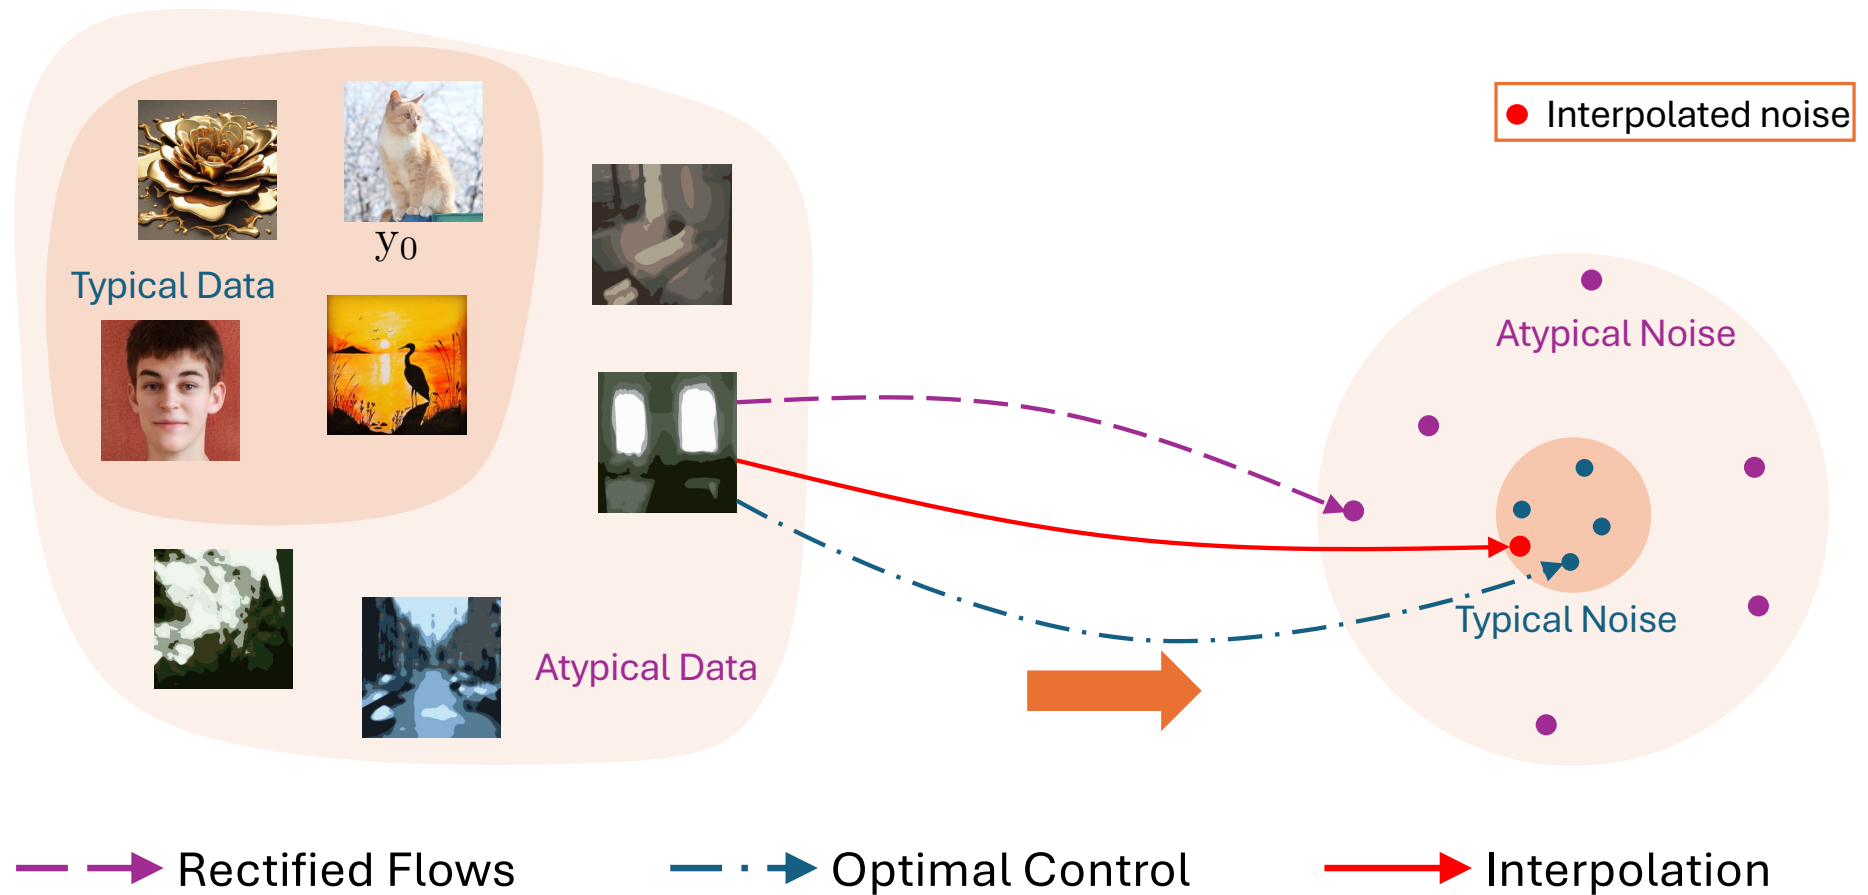 Interpolated noise
y₀
Typical Data
Atypical Noise
Typical Noise
Atypical Data
Rectified Flows
Optimal Control
Interpolation